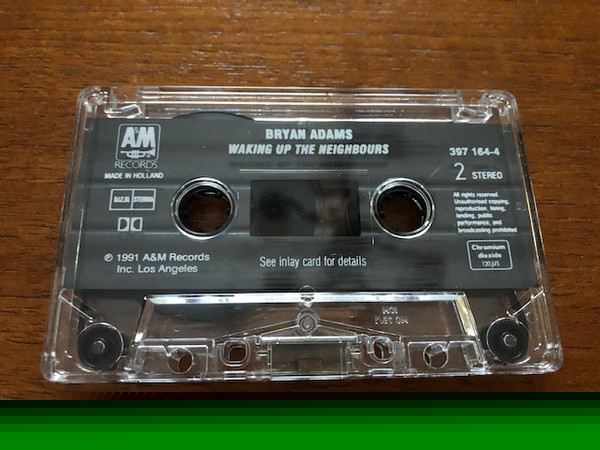 A&M
RECORDS
MADE IN HOLLAND
BRYAN ADAMS
WAKING UP THE NEIGHBOURS
397 164-4
2 STEREO
B.I.E.M. STEMRA
All rights reserved.
Unauthorised copying,
reproduction, hiring,
lending, public
performance, and
broadcasting prohibited
℗ 1991 A&M Records
Inc. Los Angeles
See inlay card for details
Chromium
dioxide
120 µs